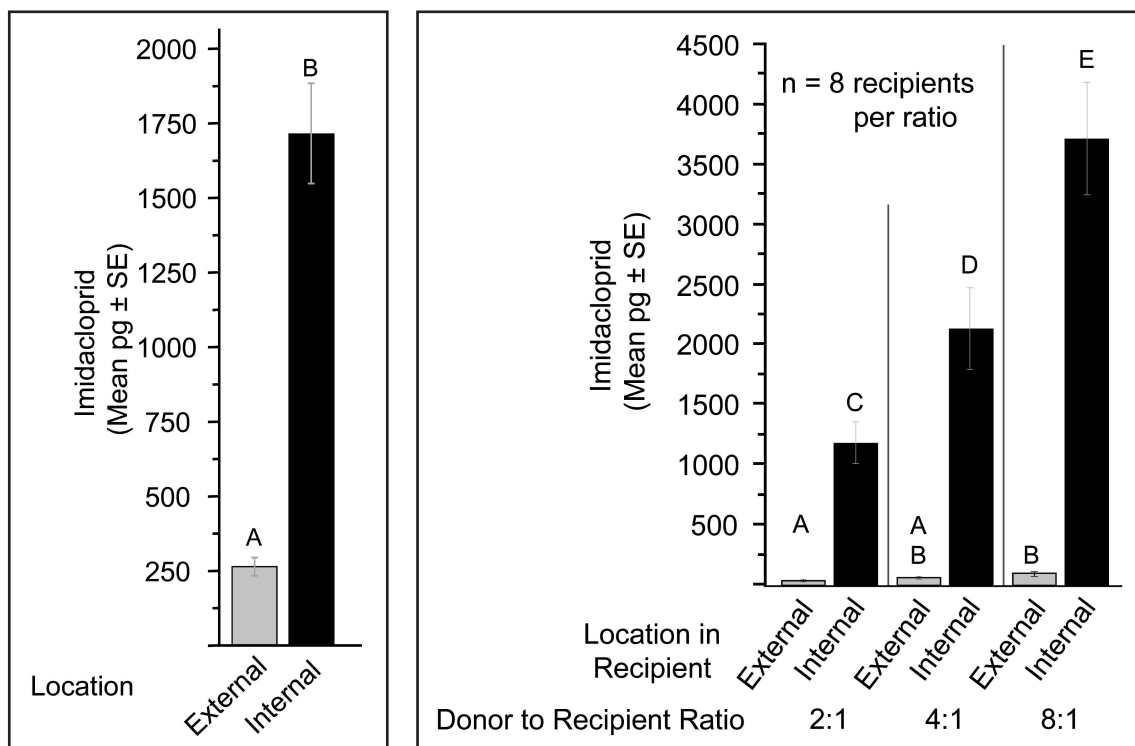 2000
1750
1500
1250
1000
750
500
250
Imidacloprid
(Mean pg ± SE)
A
B
Location
External
Internal
4500
4000
3500
3000
2500
2000
1500
1000
500
Imidacloprid
(Mean pg ± SE)
n = 8 recipients
per ratio
A
C
A
B
D
B
E
Location in
Recipient
External
Internal
External
Internal
External
Internal
Donor to Recipient Ratio 2:1 4:1 8:1